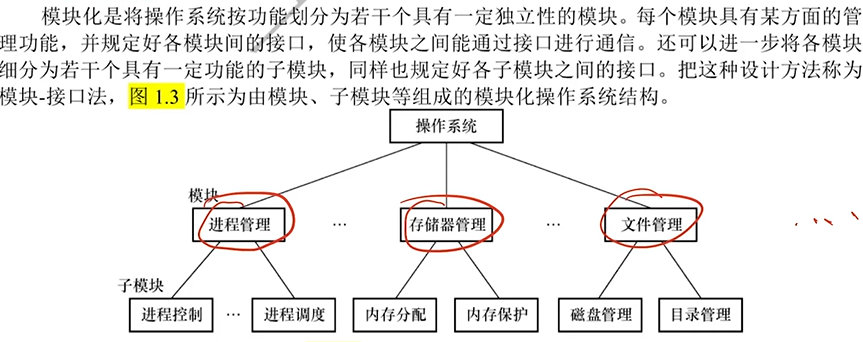 模块化是将操作系统按功能划分为若干个具有一定独立性的模块。每个模块具有某方面的管
理功能，并规定好各模块间的接口，使各模块之间能通过接口进行通信。还可以进一步将各模块
细分为若干个具有一定功能的子模块，同样也规定好各子模块之间的接口。把这种设计方法称为
模块-接口法，图 1.3 所示为由模块、子模块等组成的模块化操作系统结构。
操作系统
模块
进程管理 … 存储器管理 … 文件管理
子模块
进程控制 … 进程调度 内存分配 内存保护 磁盘管理 目录管理